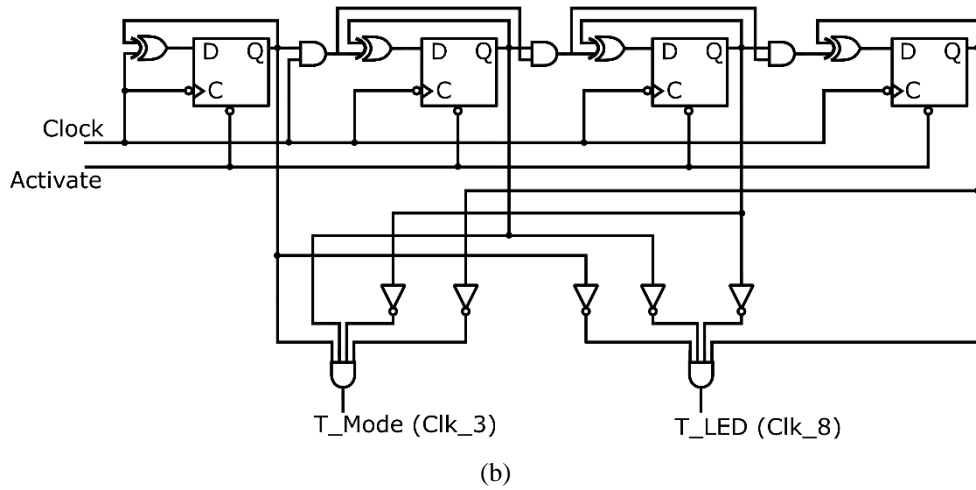 D Q D Q D Q D Q
C C C C
Clock
Activate
T_Mode (Clk_3) T_LED (Clk_8)
(b)